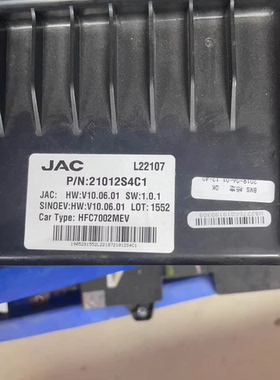 JAC L22107
P/N:21012S4C1
JAC: HW:V10.06.01 SW:1.0.1
SINOEV:HW:V10.06.01 LOT:1552
Car Type: HFC7002MEV
OK